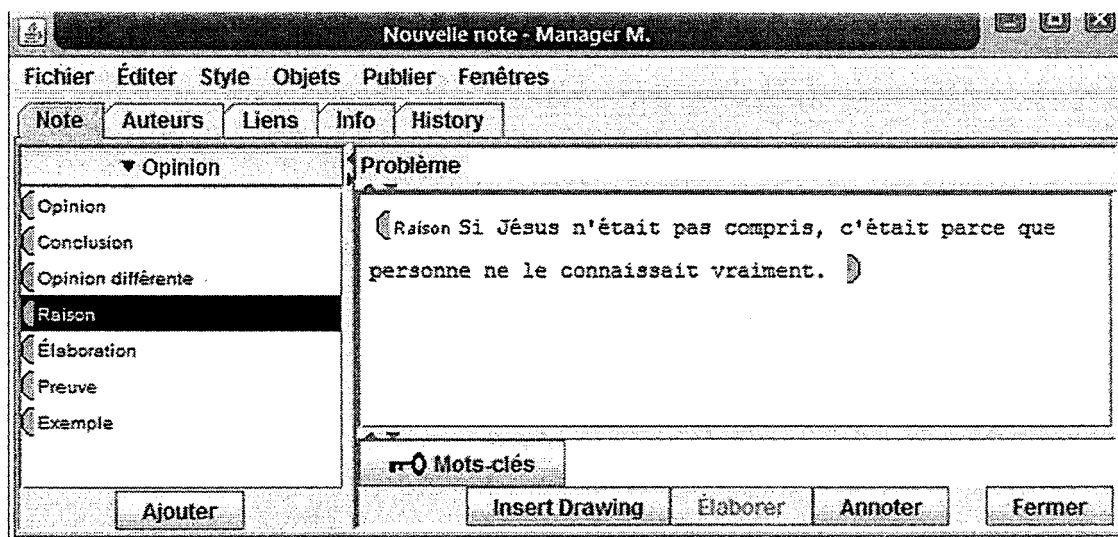 Nouvelle note - Manager M.
Fichier Éditer Style Objets Publier Fenêtres
Note Auteurs Liens Info History
▼ Opinion
Opinion
Conclusion
Opinion différente
Raison
Élaboration
Preuve
Exemple
Ajouter
Problème
Raison Si Jésus n'était pas compris, c'était parce que
personne ne le connaissait vraiment.
Mots-clés
Insert Drawing Élaborer Annoter Fermer